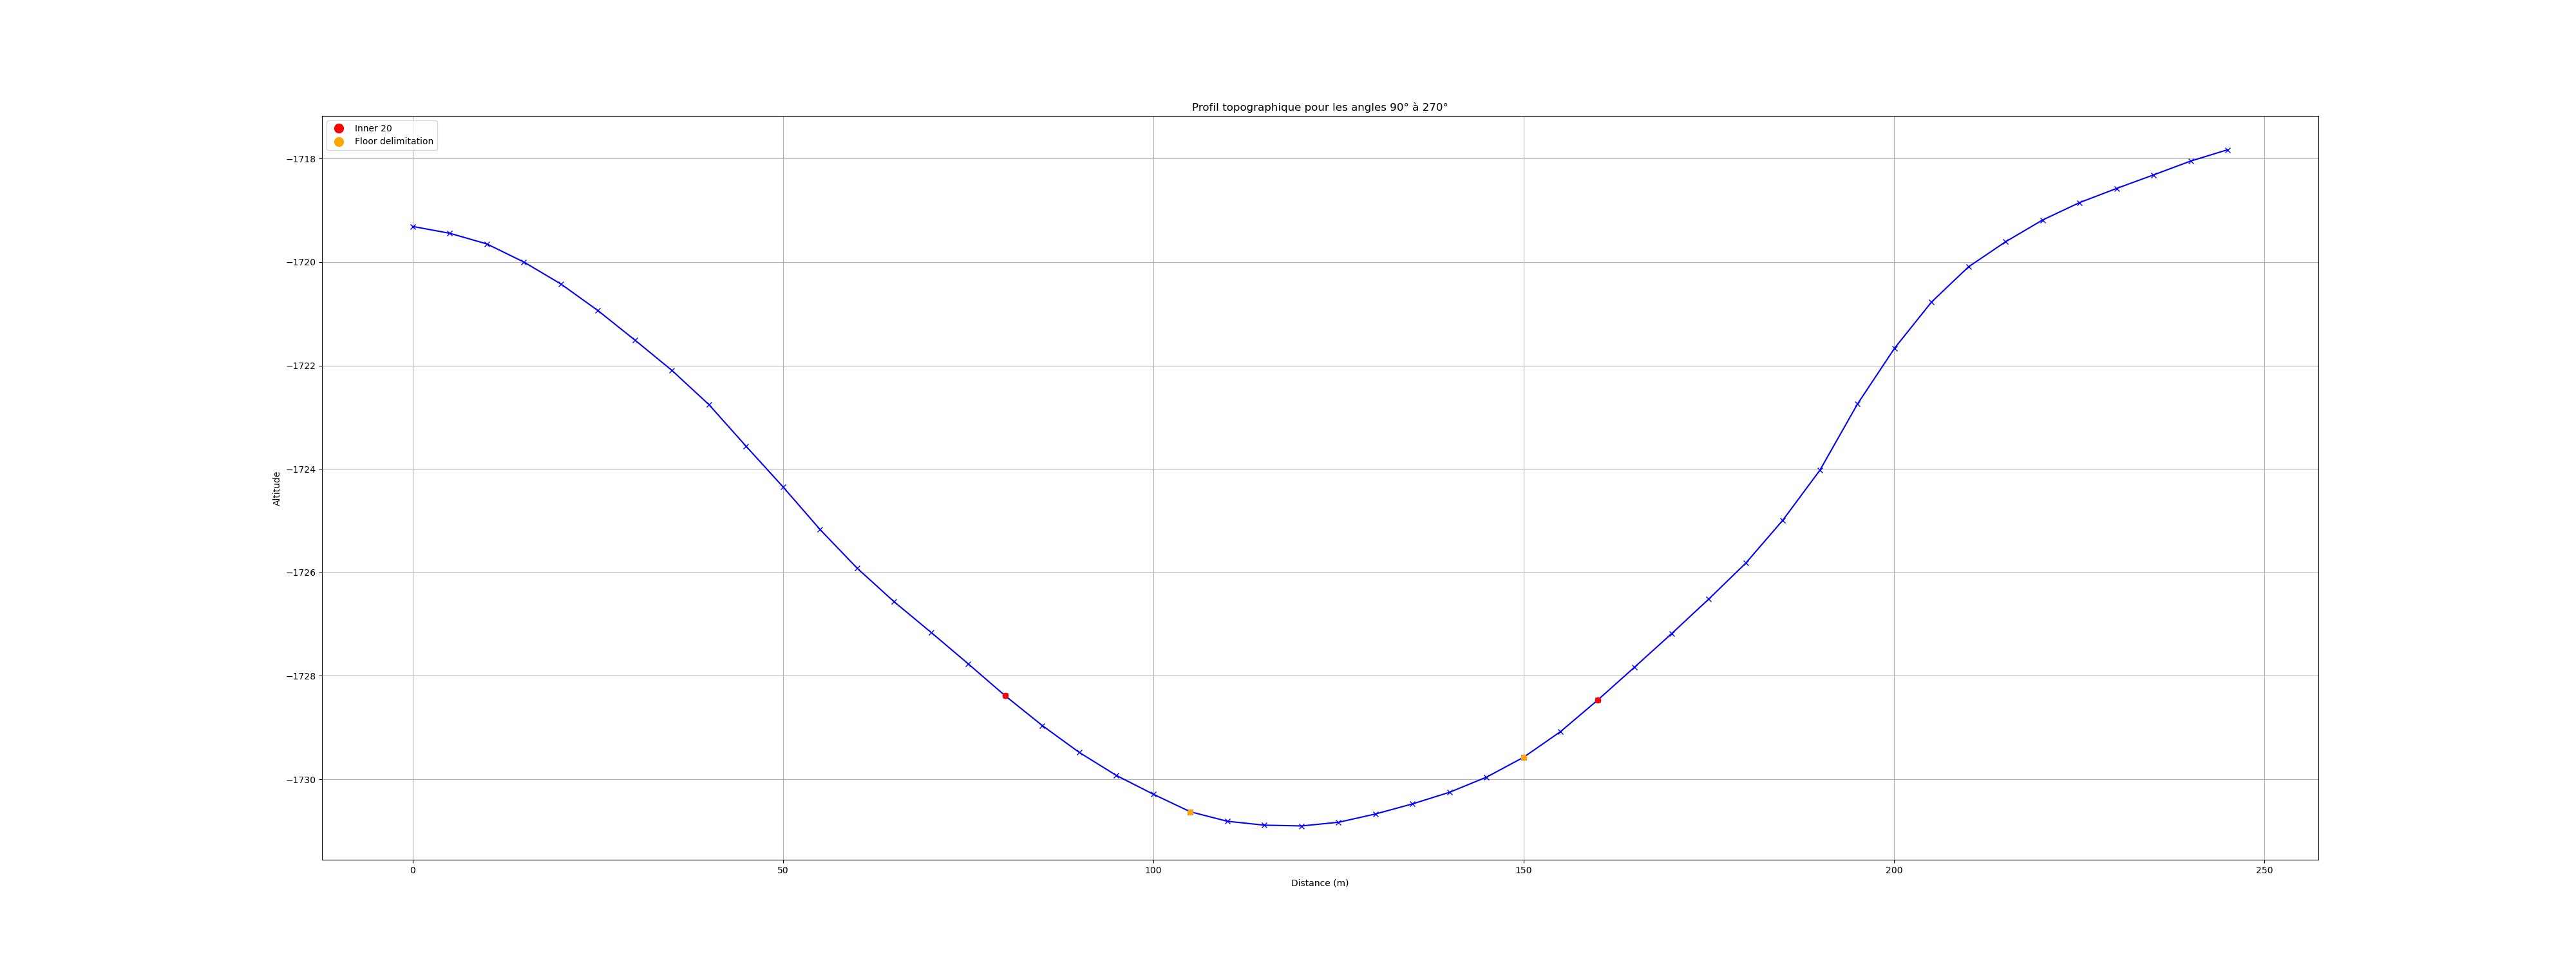 Profil topographique pour les angles 90° à 270°
Inner 20
Floor delimitation
−1718
−1720
−1722
−1724
−1726
−1728
−1730
Altitude
0
50
100
150
200
250
Distance (m)